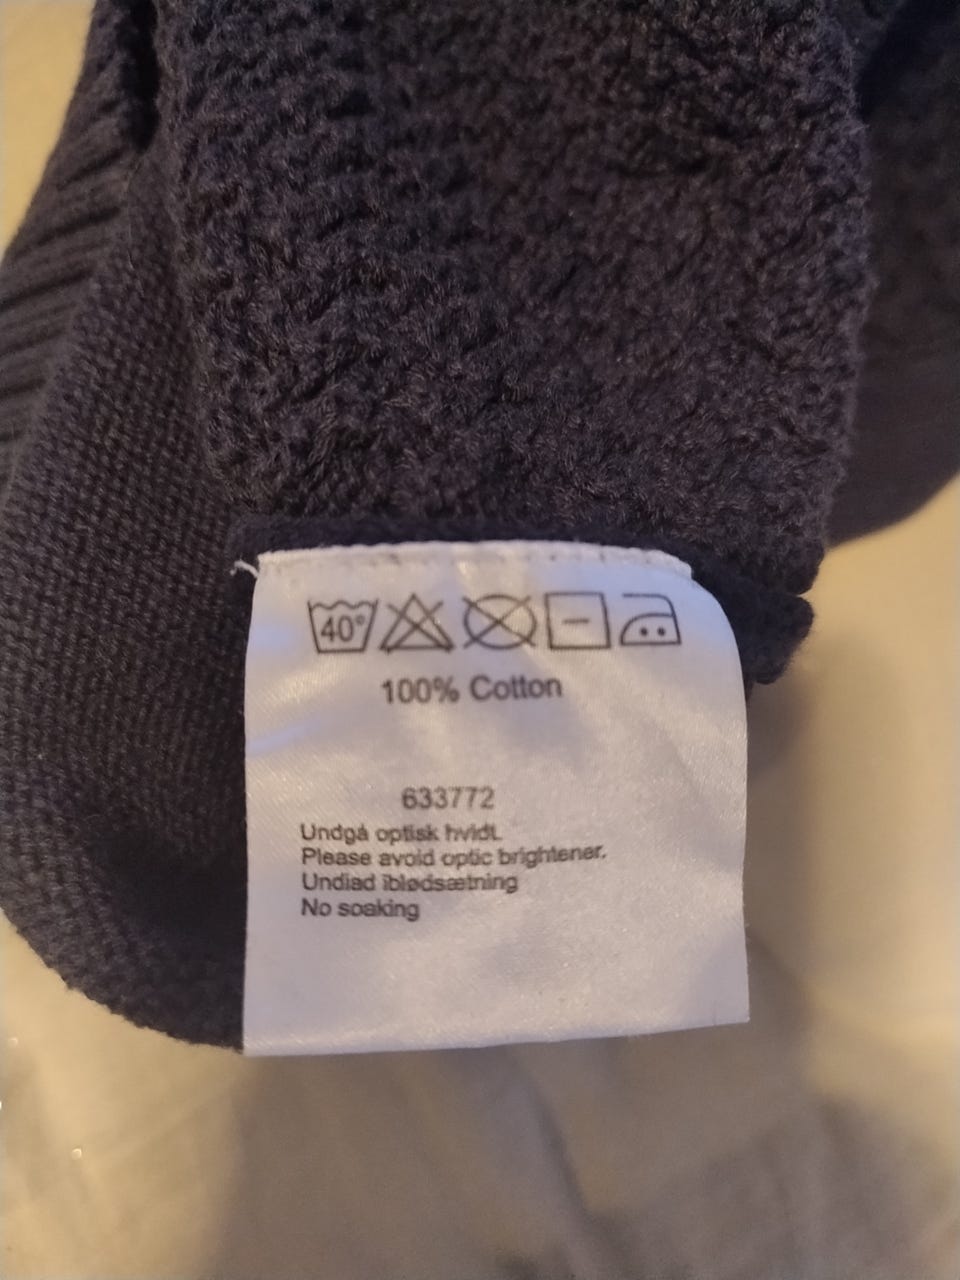 40°
100% Cotton
633772
Undgå optisk hvidt.
Please avoid optic brightener.
Undlad iblødsætning
No soaking